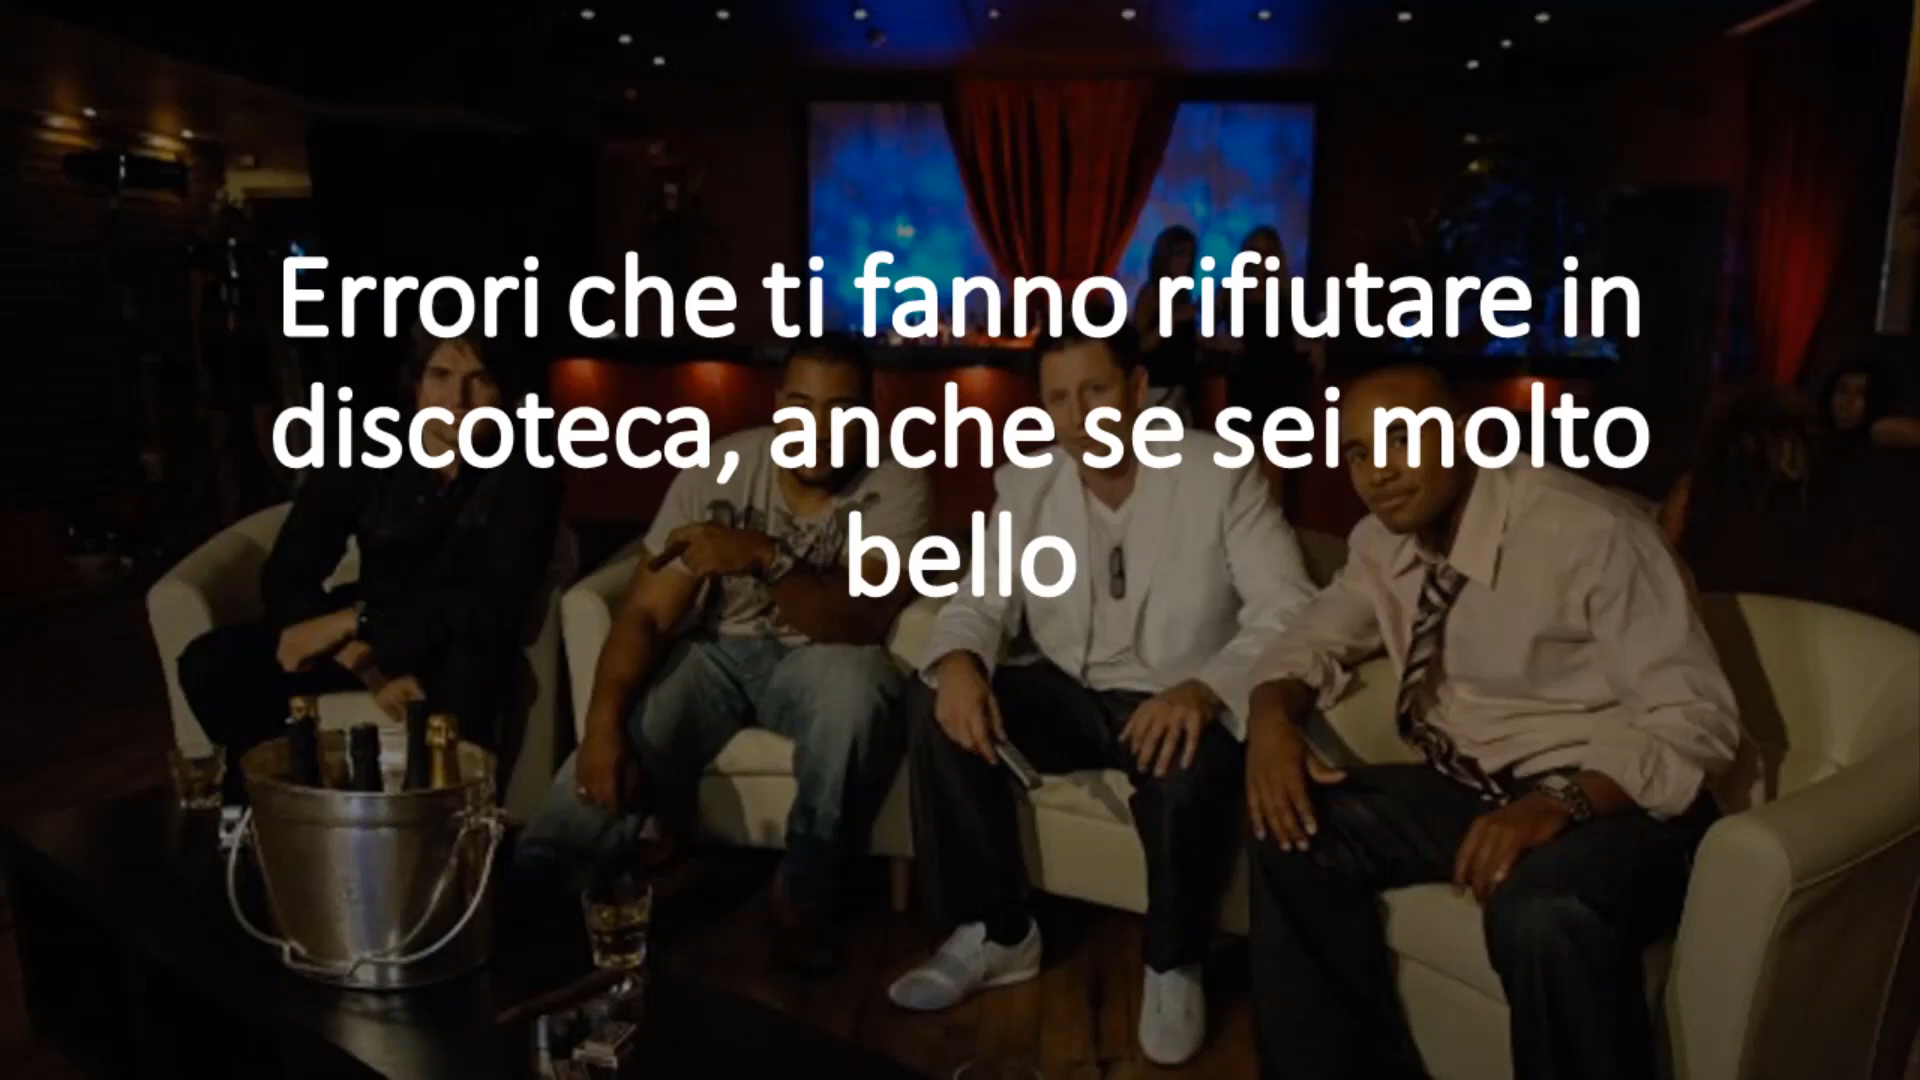 Errori che ti fanno rifiutare in
discoteca, anche se sei molto
bello